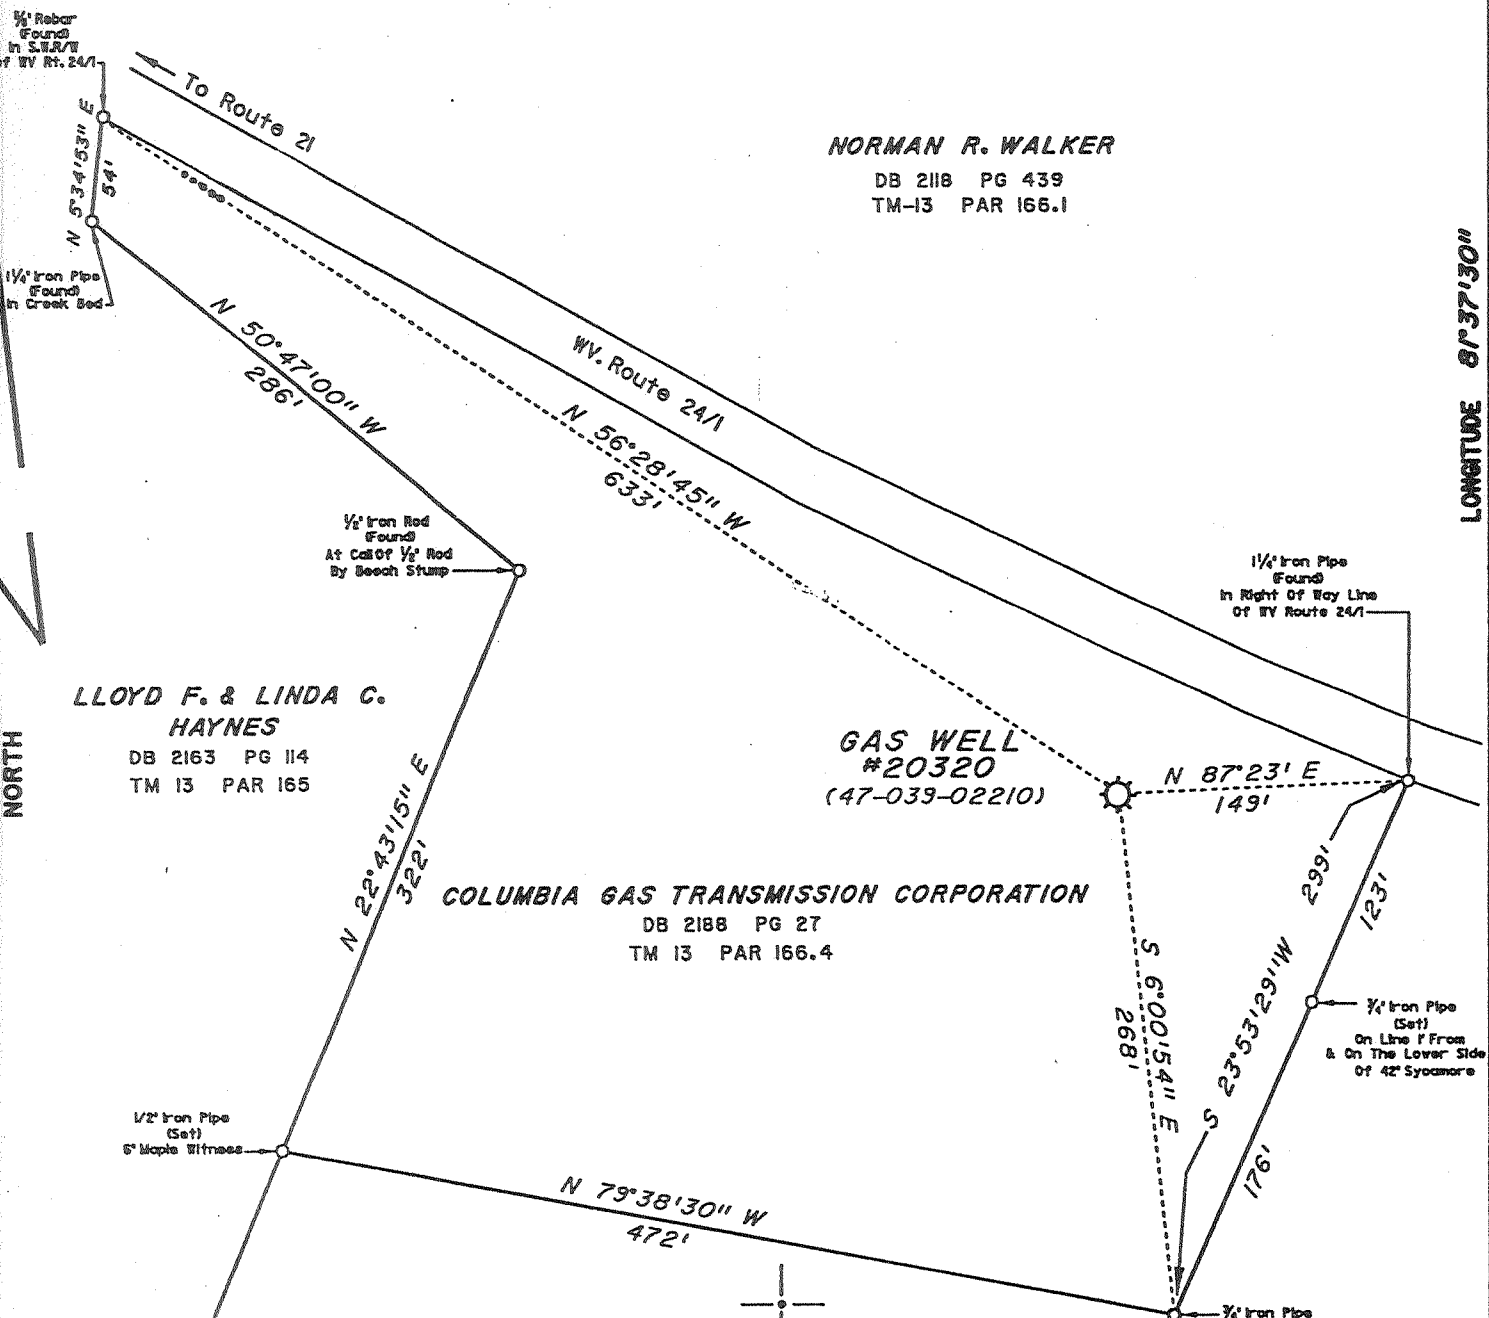 5/8" Rebar
(Found)
In S.W.R/W
of WV Rt. 24/1
To Route 21
N 5°34'53" E
54'
1 1/4" Iron Pipe
(Found)
In Creek Bed
N 50°47'00" W
286'
NORMAN R. WALKER
DB 2118 PG 439
TM-13 PAR 166.1
WV. Route 24/1
N 56°28'45" W
633'
LONGITUDE 81°37'30"
1/2" Iron Rod
(Found)
At Call Of 1/2" Rod
By Beech Stump
1 1/4" Iron Pipe
(Found)
In Right Of Way Line
Of WV Route 24/1
LLOYD F. & LINDA C.
HAYNES
DB 2163 PG 114
TM 13 PAR 165
NORTH
N 22°43'15" E
322'
GAS WELL
#20320
(47-039-02210)
N 87°23' E
149'
COLUMBIA GAS TRANSMISSION CORPORATION
DB 2188 PG 27
TM 13 PAR 166.4
S 6°00'54" E
268'
299'
123'
S 23°53'29" W
176'
3/4" Iron Pipe
(Set)
On Line 1' From
& On The Lower Side
Of 42" Sycamore
1/2" Iron Pipe
(Set)
6" Maple Witness
N 79°38'30" W
472'
3/4" Iron Pipe